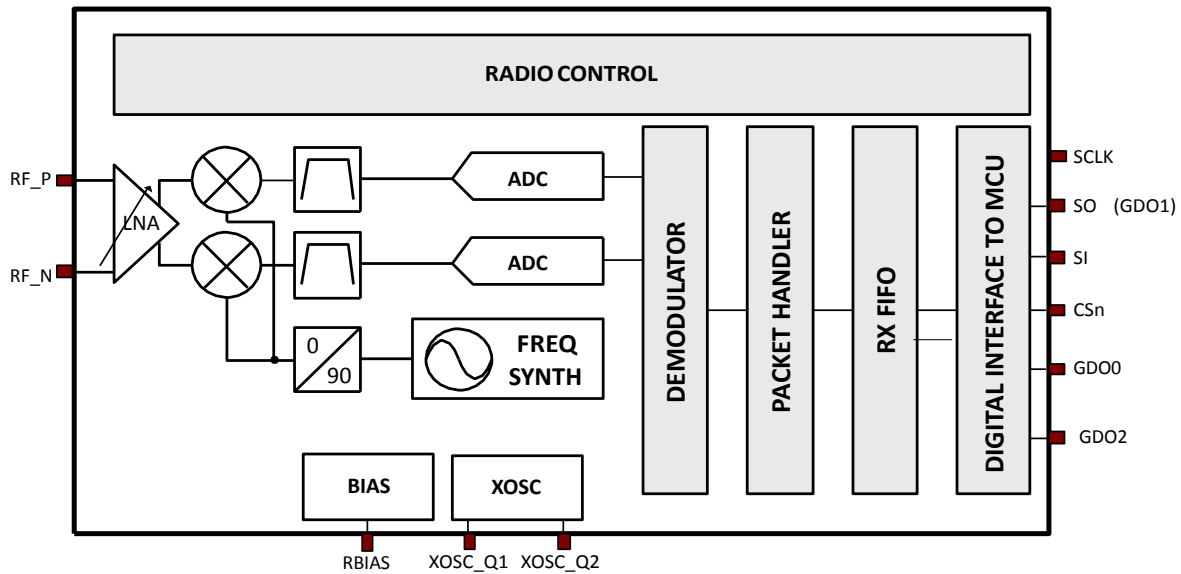 RADIO CONTROL
RF_P
LNA
RF_N
ADC
ADC
0
90
FREQ
SYNTH
DEMODULATOR
PACKET HANDLER
RX FIFO
DIGITAL INTERFACE TO MCU
SCLK
SO (GDO1)
SI
CSn
GDO0
GDO2
BIAS
XOSC
RBIAS
XOSC_Q1
XOSC_Q2